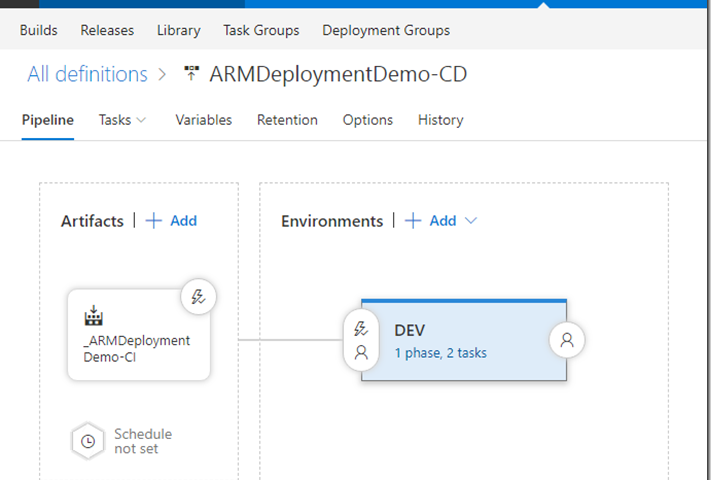 Builds Releases Library Task Groups Deployment Groups
All definitions > ARMDeploymentDemo-CD
Pipeline Tasks Variables Retention Options History
Artifacts | + Add
Environments | + Add
_ARMDeployment
Demo-CI
DEV
1 phase, 2 tasks
Schedule
not set